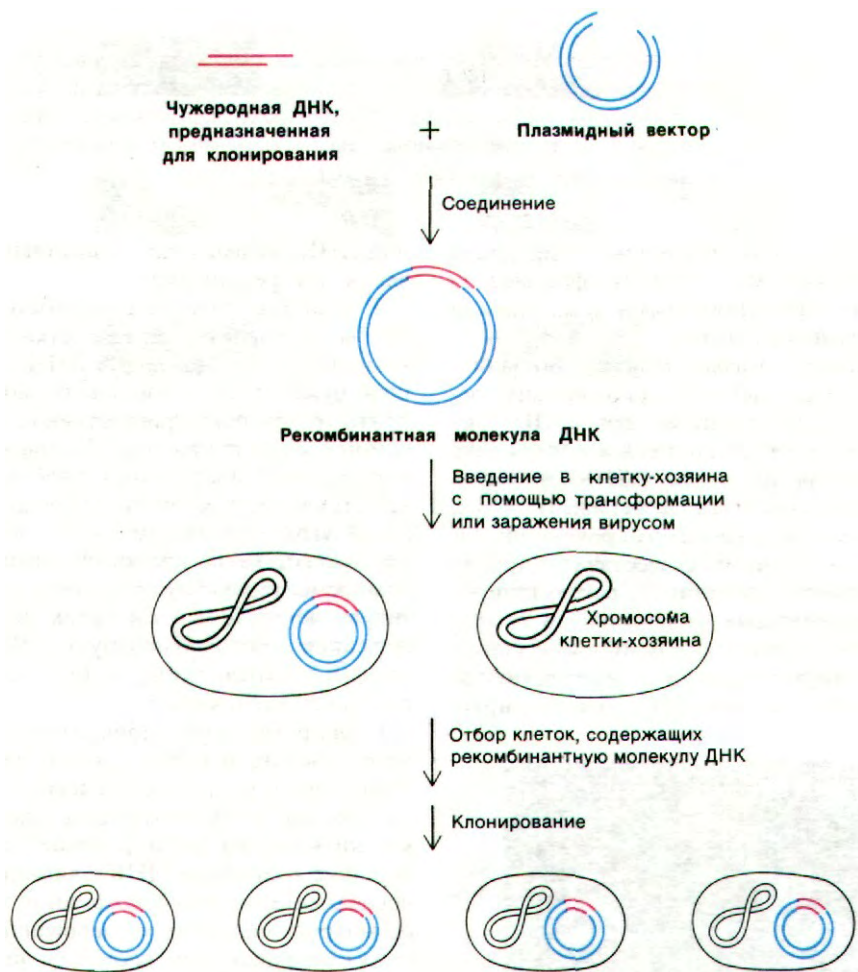 Чужеродная ДНК,
предназначенная
для клонирования
+
Плазмидный вектор
Соединение
Рекомбинантная молекула ДНК
Введение в клетку-хозяина
с помощью трансформации
или заражения вирусом
Хромосома
клетки-хозяина
Отбор клеток, содержащих
рекомбинантную молекулу ДНК
Клонирование